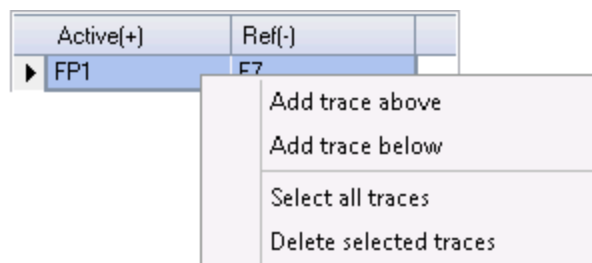 Active(+) Ref(-)
FP1 F7
Add trace above
Add trace below
Select all traces
Delete selected traces